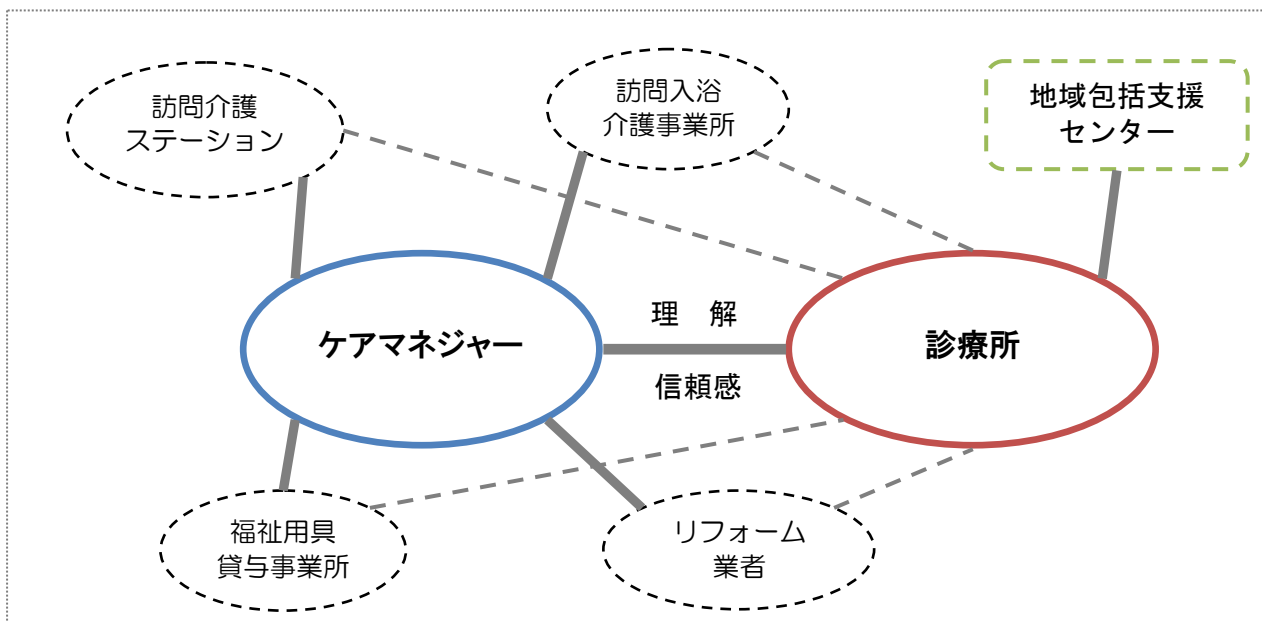 訪問介護
ステーション
訪問入浴
介護事業所
地域包括支援
センター
ケアマネジャー
理　解
信頼感
診療所
福祉用具
貸与事業所
リフォーム
業者